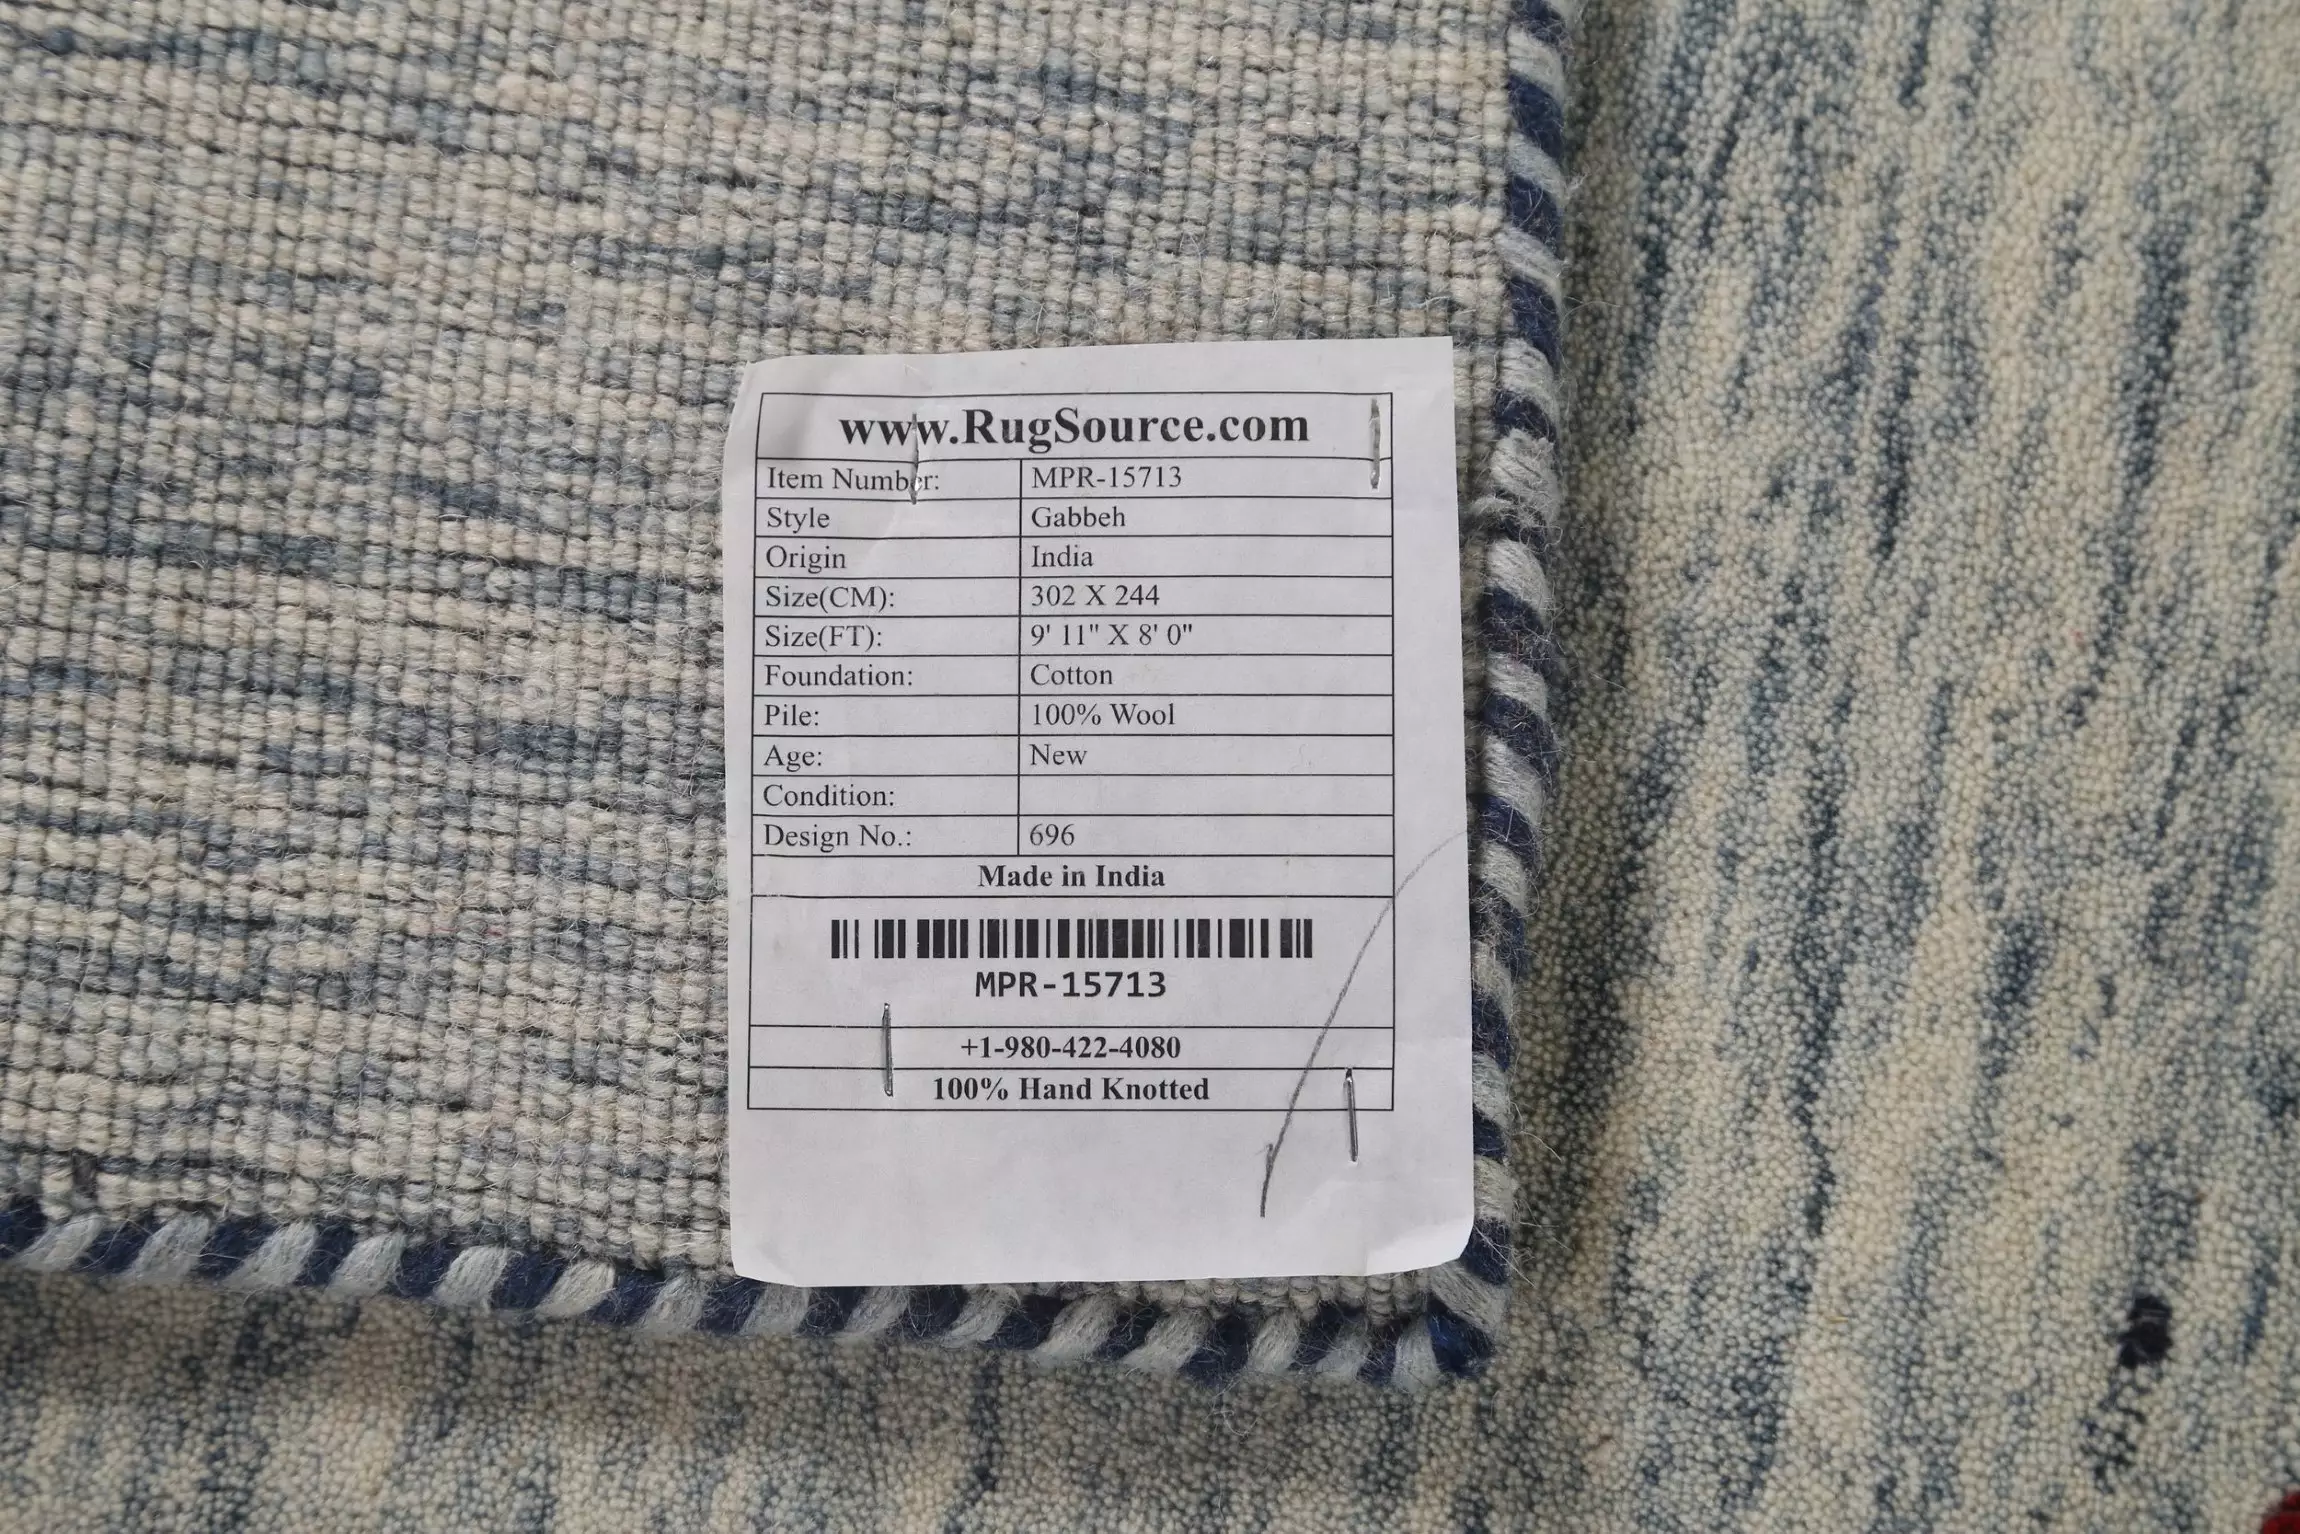 www.RugSource.com
Item Number: MPR-15713
Style Gabbeh
Origin India
Size(CM): 302 X 244
Size(FT): 9' 11" X 8' 0"
Foundation: Cotton
Pile: 100% Wool
Age: New
Condition:
Design No.: 696
Made in India
MPR-15713
+1-980-422-4080
100% Hand Knotted